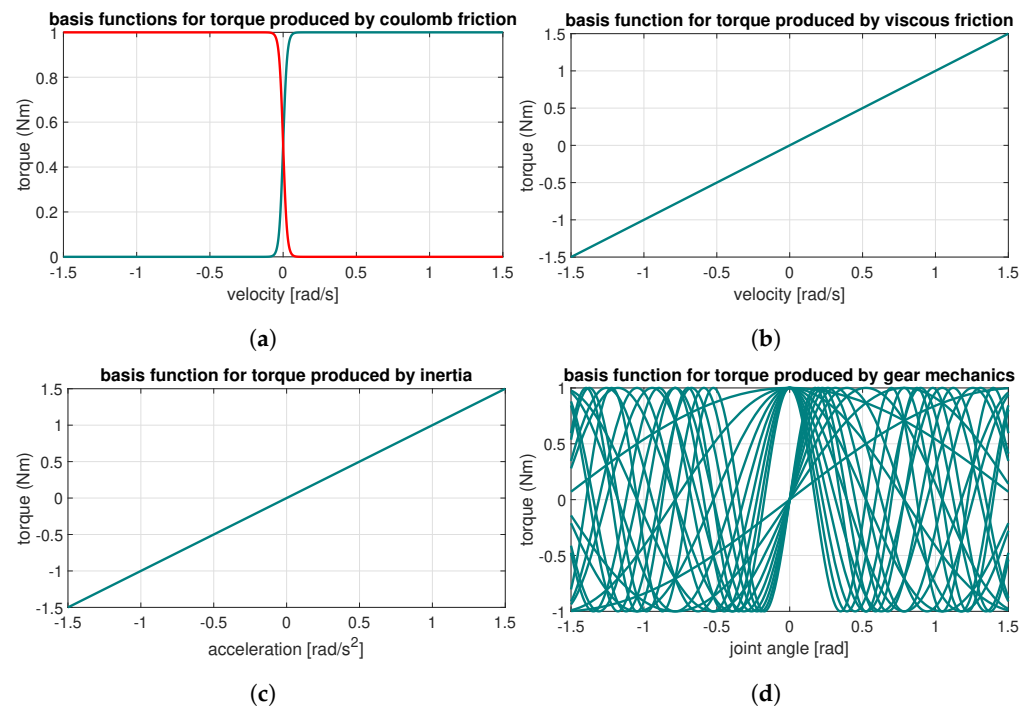 basis functions for torque produced by coulomb friction
1
0.8
0.6
0.4
0.2
0
torque (Nm)
-1.5 -1 -0.5 0 0.5 1 1.5
velocity [rad/s]
(a)
basis function for torque produced by viscous friction
1.5
1
0.5
0
-0.5
-1
-1.5
torque (Nm)
-1.5 -1 -0.5 0 0.5 1 1.5
velocity [rad/s]
(b)
basis function for torque produced by inertia
1.5
1
0.5
0
-0.5
-1
-1.5
torque (Nm)
-1.5 -1 -0.5 0 0.5 1 1.5
acceleration [rad/s²]
(c)
basis function for torque produced by gear mechanics
1
0.5
0
-0.5
-1
torque (Nm)
-1.5 -1 -0.5 0 0.5 1 1.5
joint angle [rad]
(d)